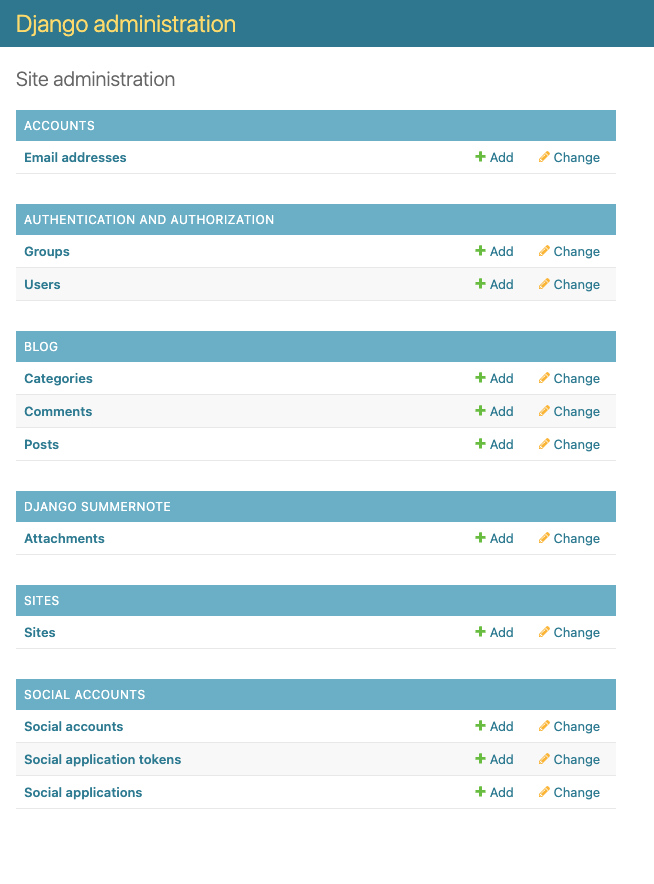 Django administration
Site administration
ACCOUNTS
Email addresses Add Change
AUTHENTICATION AND AUTHORIZATION
Groups Add Change
Users Add Change
BLOG
Categories Add Change
Comments Add Change
Posts Add Change
DJANGO SUMMERNOTE
Attachments Add Change
SITES
Sites Add Change
SOCIAL ACCOUNTS
Social accounts Add Change
Social application tokens Add Change
Social applications Add Change